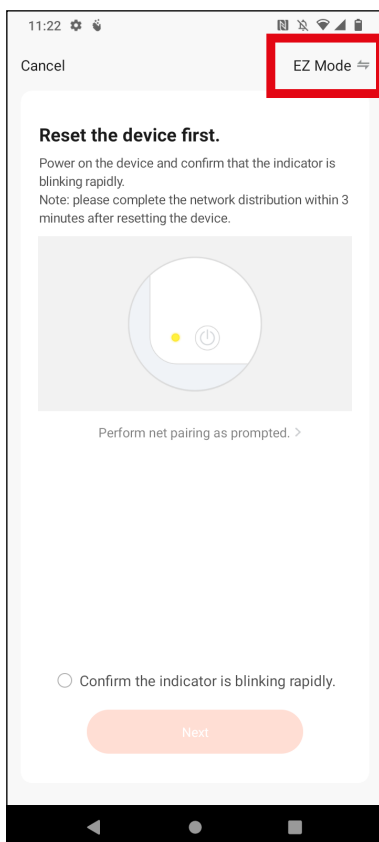 11:22
Cancel
EZ Mode
Reset the device first.
Power on the device and confirm that the indicator is
blinking rapidly.
Note: please complete the network distribution within 3
minutes after resetting the device.
Perform net pairing as prompted. >
Confirm the indicator is blinking rapidly.
Next